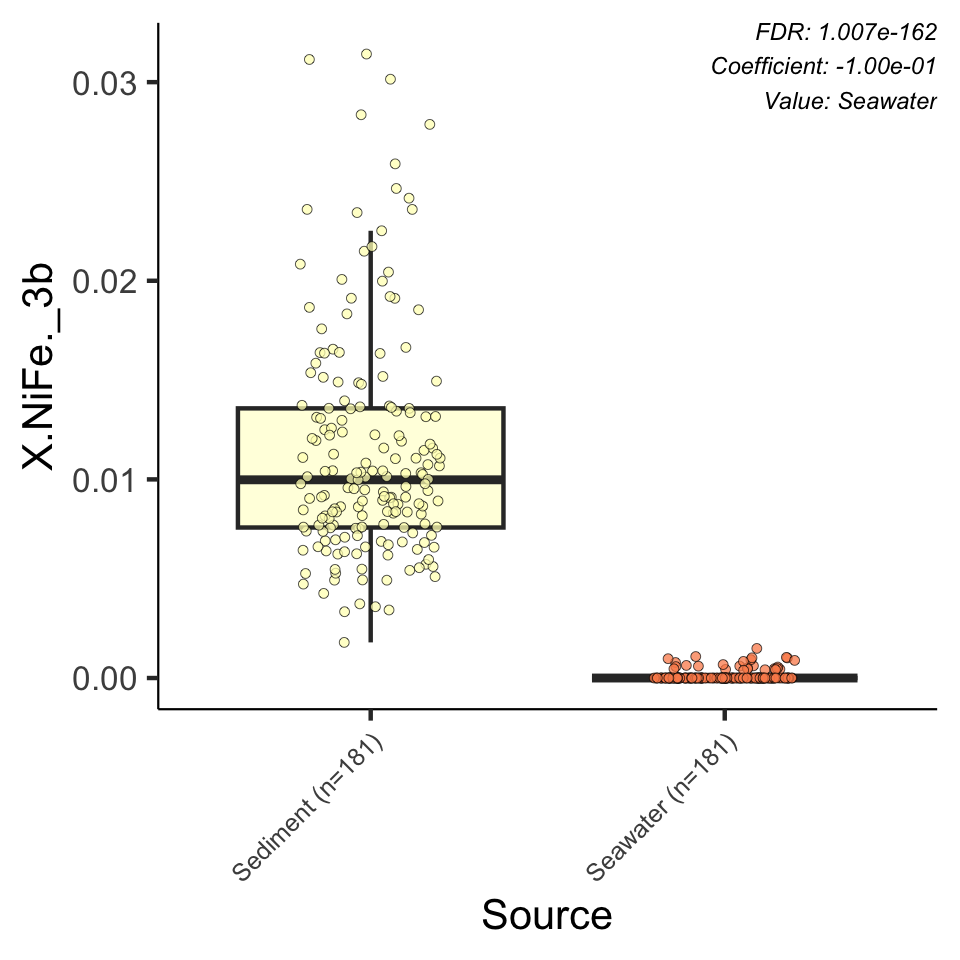 FDR: 1.007e-162
Coefficient: -1.00e-01
Value: Seawater
X.NiFe._3b
0.03
0.02
0.01
0.00
Sediment (n=181)
Seawater (n=181)
Source